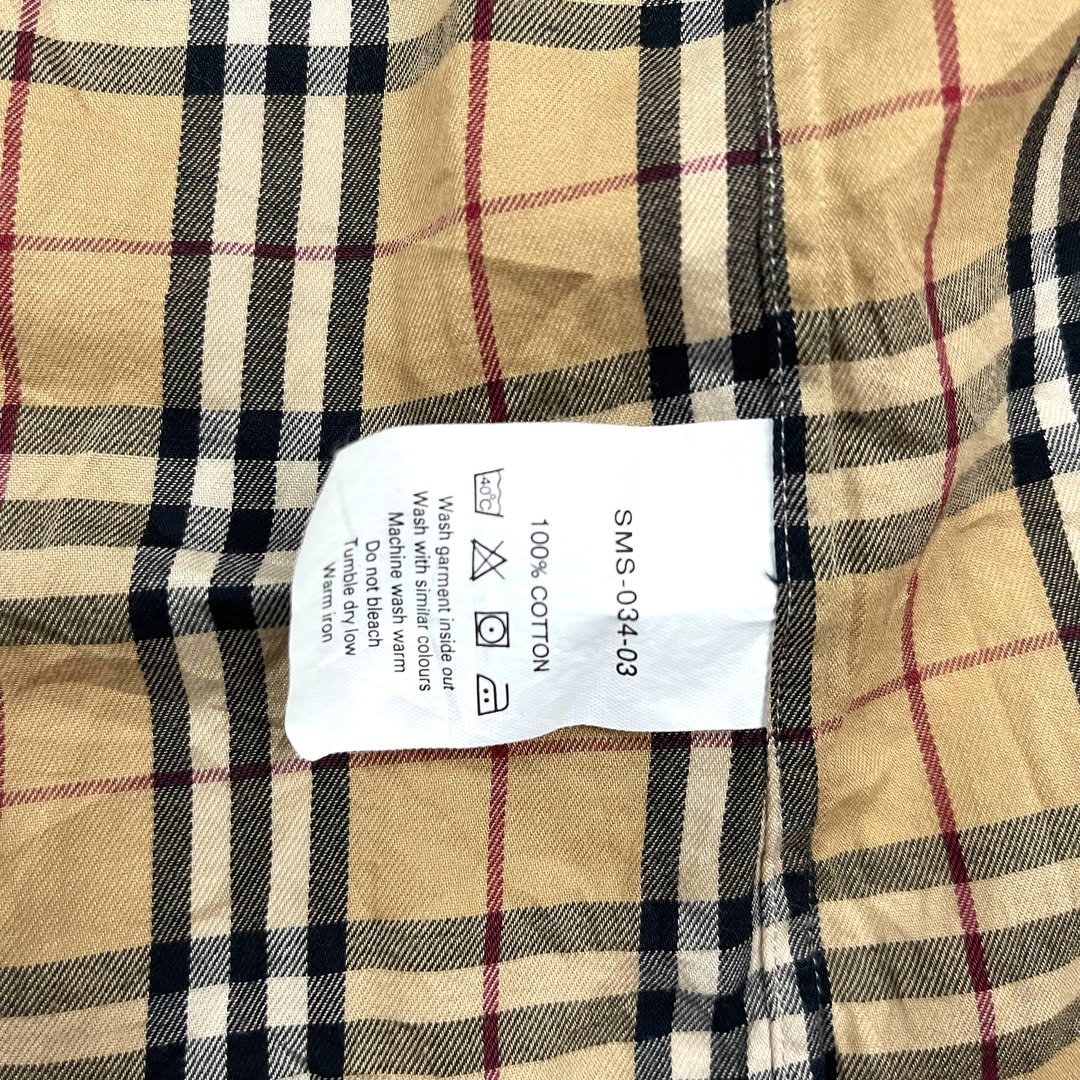 SMS-034-03
100% COTTON
40°C
Wash garment inside out
Wash with similar colours
Machine wash warm
Do not bleach
Tumble dry low
Warm iron